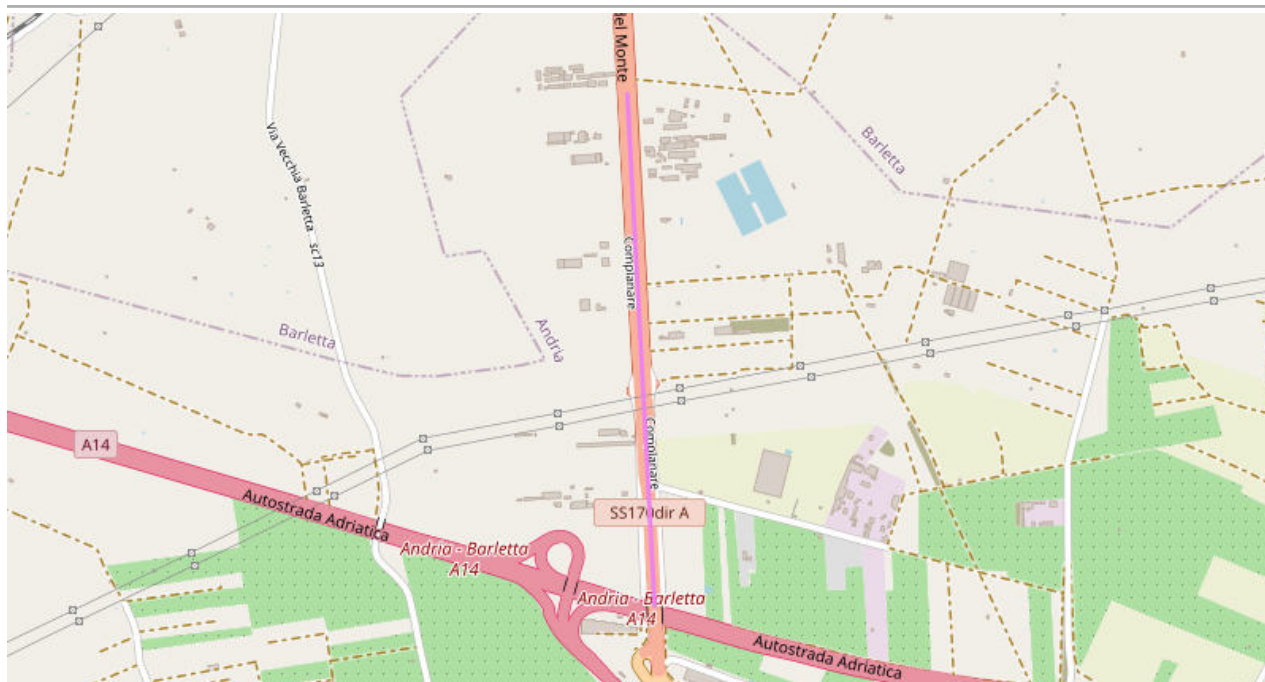 del Monte
Via Vecchia Barletta - sc13
Barletta
Complanare
Barletta
Andria
A14
Complanare
Autostrada Adriatica
SS170dir A
Andria - Barletta
A14
Andria - Barletta
A14
Autostrada Adriatica